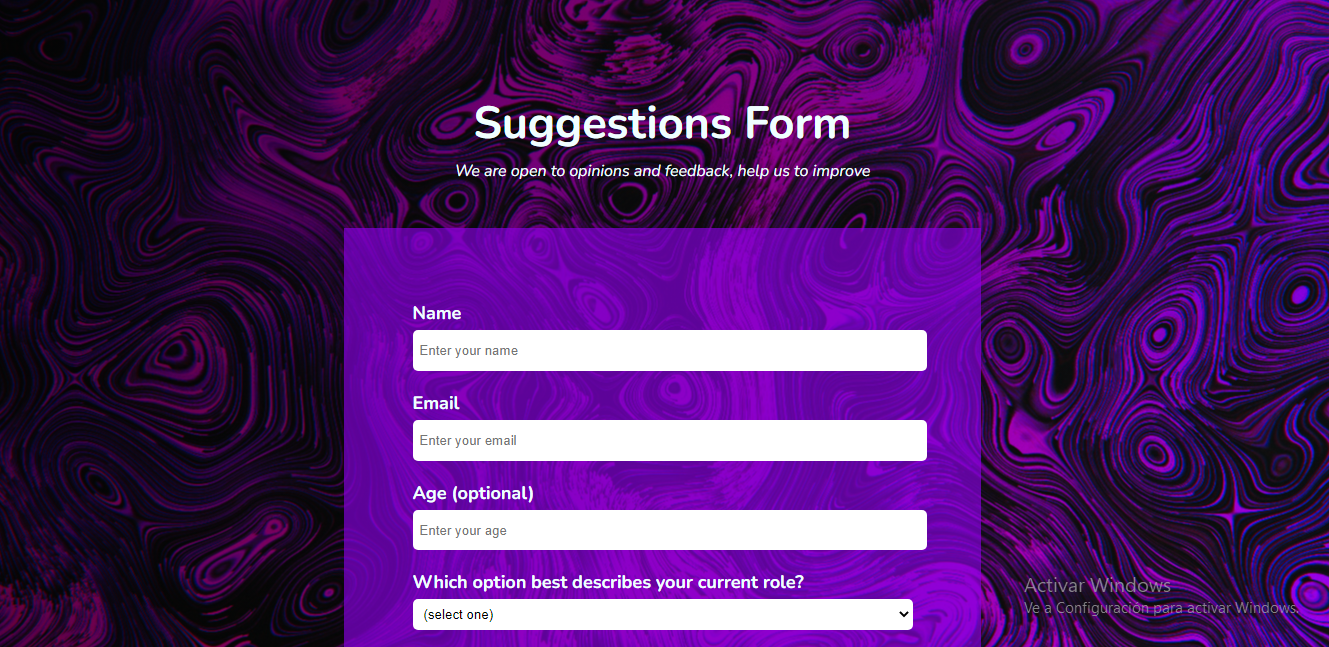 Suggestions Form
We are open to opinions and feedback, help us to improve
Name
Enter your name
Email
Enter your email
Age (optional)
Enter your age
Which option best describes your current role?
(select one)
Activar Windows
Ve a Configuración para activar Windows.